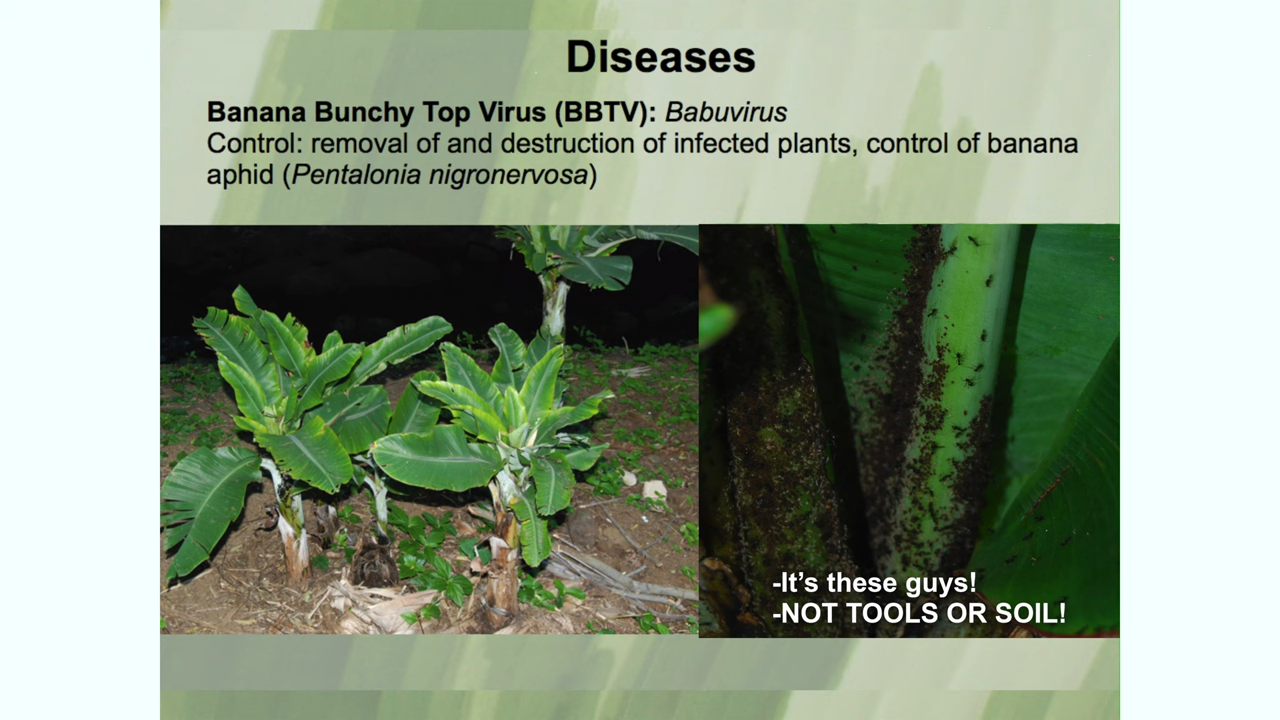 Diseases
Banana Bunchy Top Virus (BBTV): Babuvirus
Control: removal of and destruction of infected plants, control of banana
aphid (Pentalonia nigronervosa)
-It's these guys!
-NOT TOOLS OR SOIL!